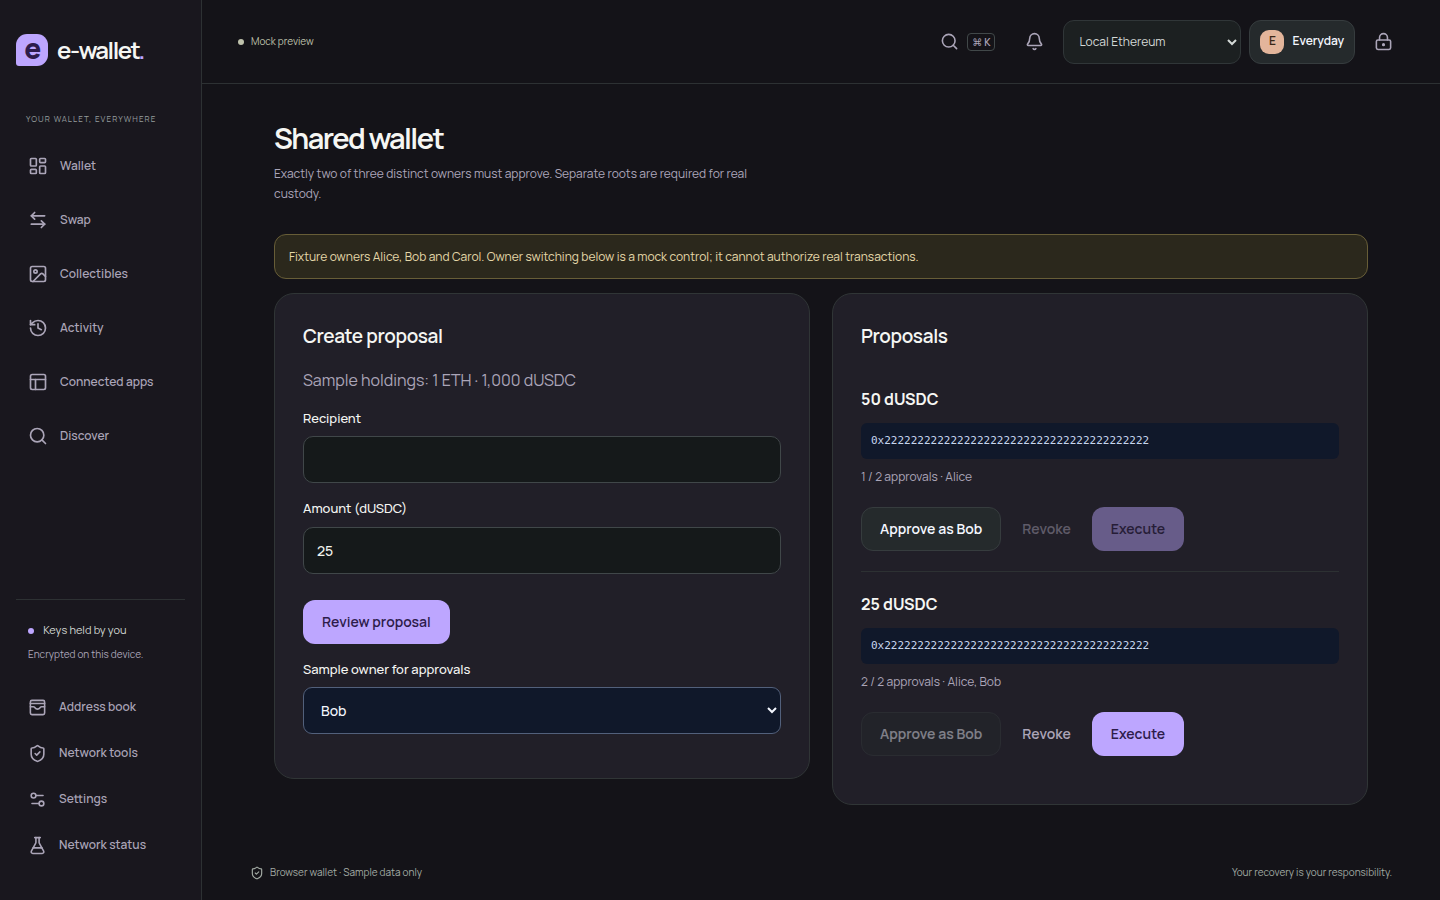 e e-wallet.
YOUR WALLET, EVERYWHERE
Wallet
Swap
Collectibles
Activity
Connected apps
Discover
Keys held by you
Encrypted on this device.
Address book
Network tools
Settings
Network status
Mock preview
⌘ K
Local Ethereum
E Everyday
Shared wallet
Exactly two of three distinct owners must approve. Separate roots are required for real
custody.
Fixture owners Alice, Bob and Carol. Owner switching below is a mock control; it cannot authorize real transactions.
Create proposal
Sample holdings: 1 ETH · 1,000 dUSDC
Recipient
Amount (dUSDC)
25
Review proposal
Sample owner for approvals
Bob
Proposals
50 dUSDC
0x2222222222222222222222222222222222222222
1 / 2 approvals · Alice
Approve as Bob Revoke Execute
25 dUSDC
0x2222222222222222222222222222222222222222
2 / 2 approvals · Alice, Bob
Approve as Bob Revoke Execute
Browser wallet · Sample data only
Your recovery is your responsibility.